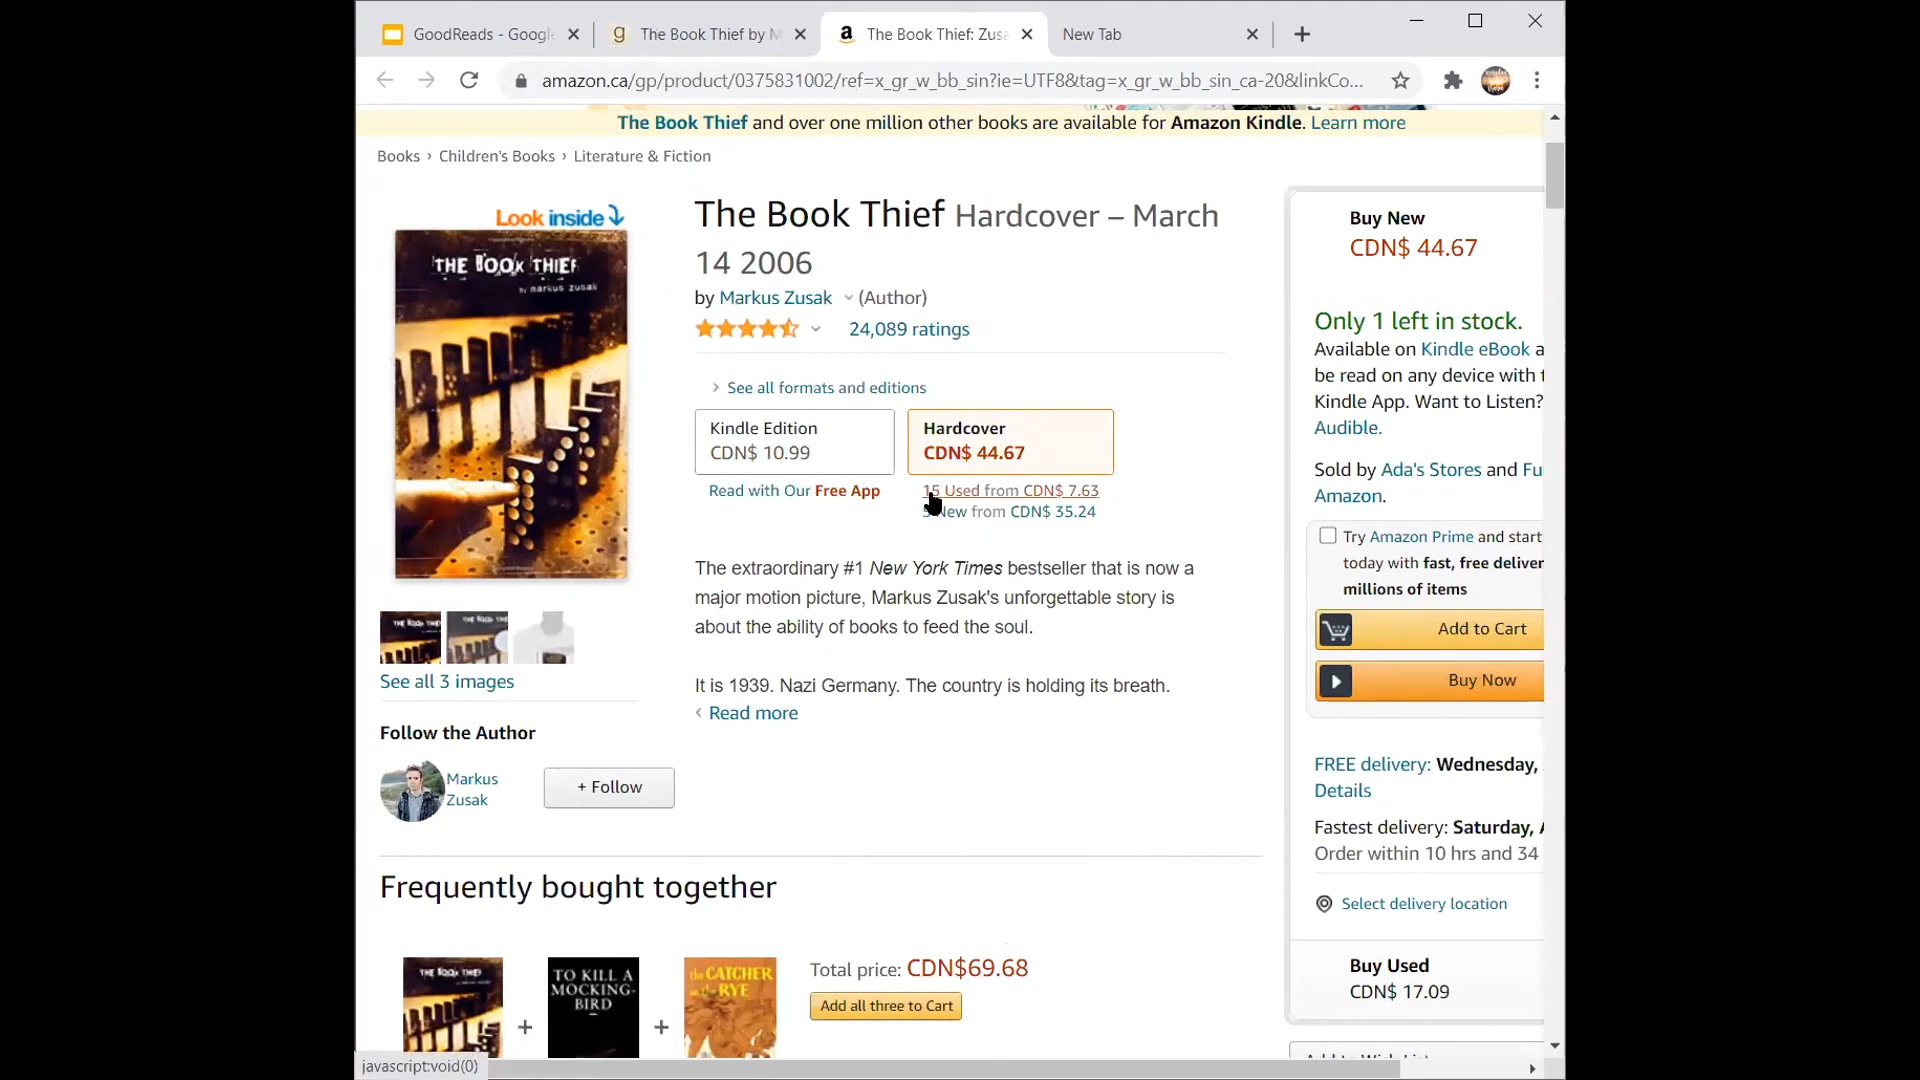 GoodReads - Google
The Book Thief by M
The Book Thief: Zusa
New Tab
amazon.ca/gp/product/0375831002/ref=x_gr_w_bb_sin?ie=UTF8&tag=x_gr_w_bb_sin_ca-20&linkCo...
The Book Thief and over one million other books are available for Amazon Kindle. Learn more
Books › Children's Books › Literature & Fiction
Look inside
THE BOOK THIEF
by markus zusak
See all 3 images
Follow the Author
Markus
Zusak
+ Follow
The Book Thief Hardcover – March
14 2006
by Markus Zusak (Author)
24,089 ratings
See all formats and editions
Kindle Edition
CDN$ 10.99
Read with Our Free App
Hardcover
CDN$ 44.67
15 Used from CDN$ 7.63
New from CDN$ 35.24
The extraordinary #1 New York Times bestseller that is now a
major motion picture, Markus Zusak's unforgettable story is
about the ability of books to feed the soul.
It is 1939. Nazi Germany. The country is holding its breath.
Read more
Buy New
CDN$ 44.67
Only 1 left in stock.
Available on Kindle eBook a
be read on any device with t
Kindle App. Want to Listen?
Audible.
Sold by Ada's Stores and Fu
Amazon.
Try Amazon Prime and start
today with fast, free deliver
millions of items
Add to Cart
Buy Now
FREE delivery: Wednesday,
Details
Fastest delivery: Saturday, A
Order within 10 hrs and 34
Select delivery location
Buy Used
CDN$ 17.09
Frequently bought together
THE BOOK THIEF
+
TO KILL A
MOCKING-
BIRD
+
the CATCHER
in the RYE
Total price: CDN$69.68
Add all three to Cart
javascript:void(0)